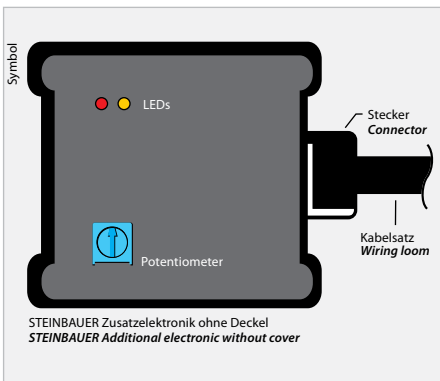 Symbol
LEDs
Stecker
Connector
Kabelsatz
Wiring loom
Potentiometer
STEINBAUER Zusatzelektronik ohne Deckel
STEINBAUER Additional electronic without cover